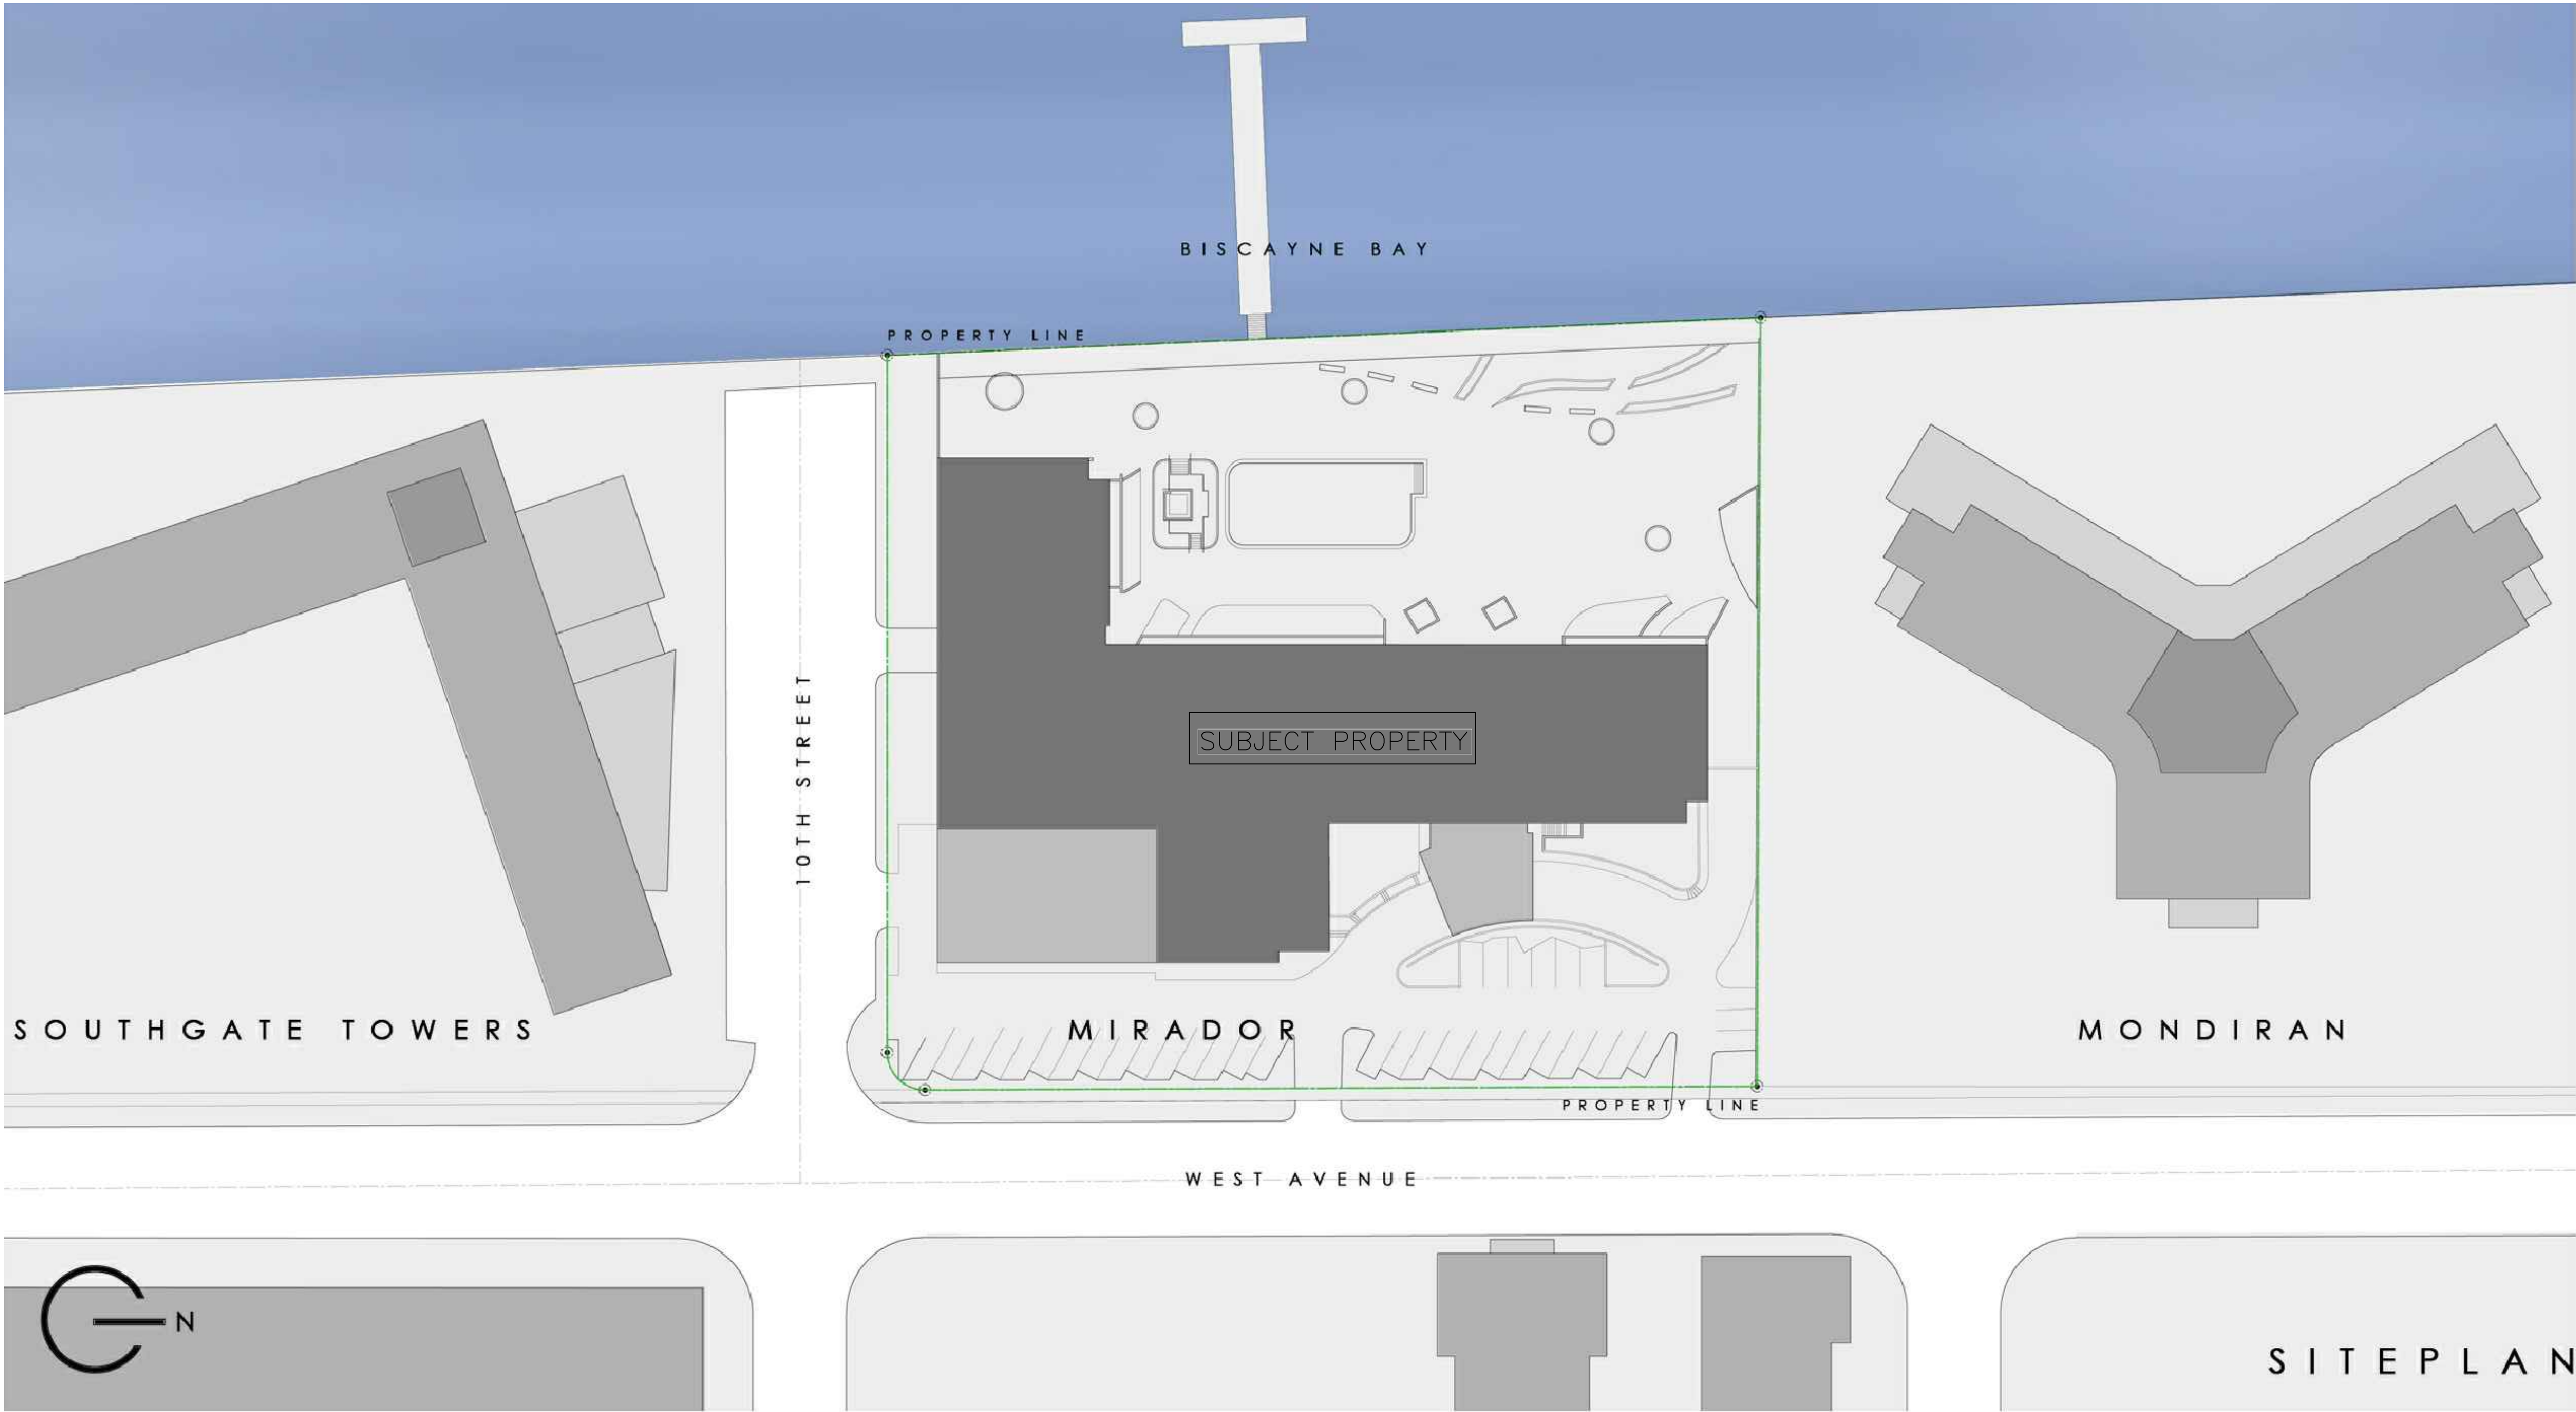 BISCAYNE BAY
PROPERTY LINE
10TH STREET
SUBJECT PROPERTY
SOUTHGATE TOWERS
MIRADOR
MONDIRAN
PROPERTY LINE
WEST AVENUE
N
SITEPLAN